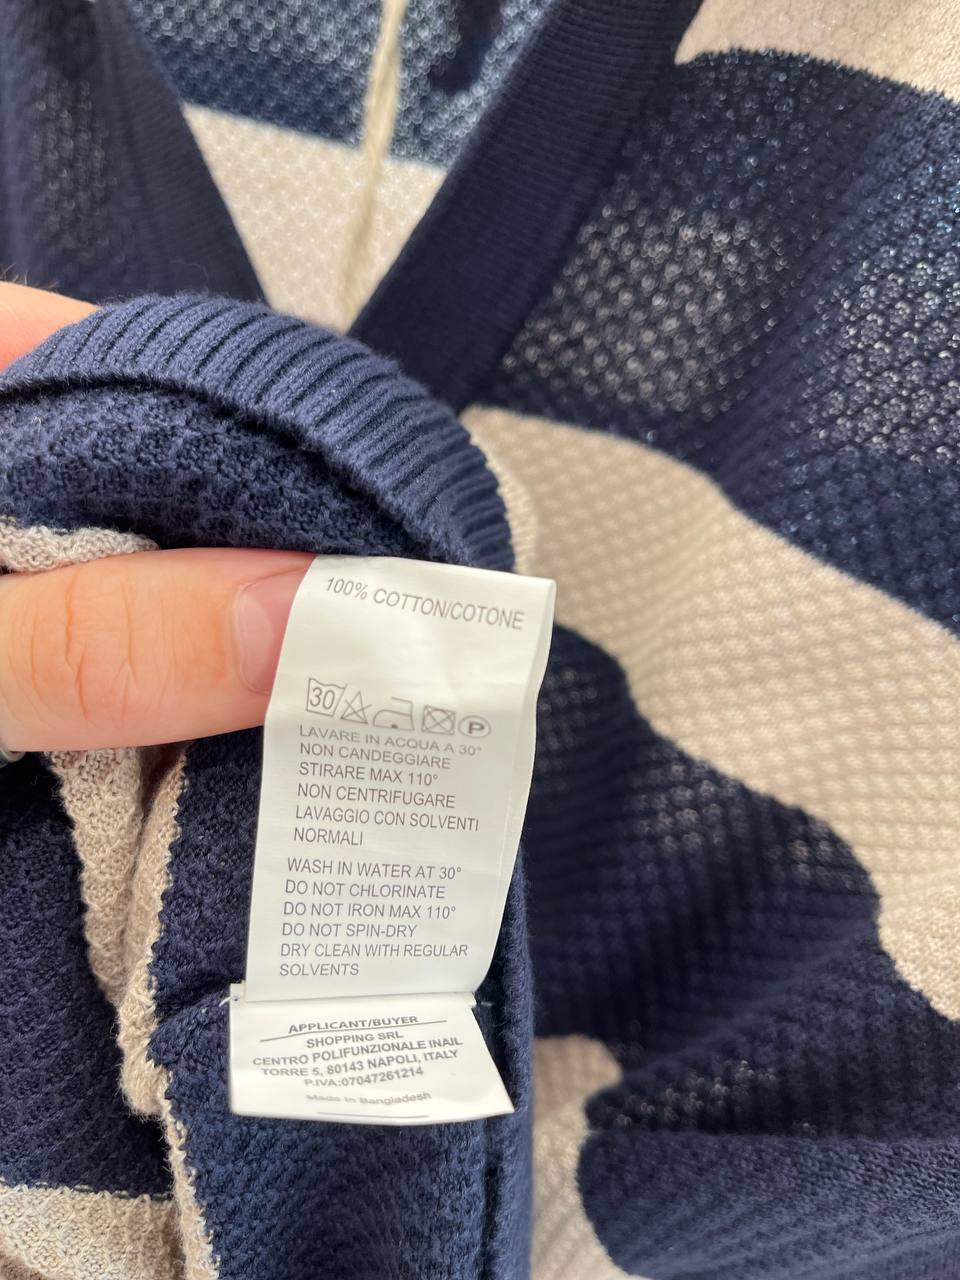 100% COTTON/COTONE
30 P
LAVARE IN ACQUA A 30°
NON CANDEGGIARE
STIRARE MAX 110°
NON CENTRIFUGARE
LAVAGGIO CON SOLVENTI
NORMALI
WASH IN WATER AT 30°
DO NOT CHLORINATE
DO NOT IRON MAX 110°
DO NOT SPIN-DRY
DRY CLEAN WITH REGULAR
SOLVENTS
APPLICANT/BUYER
SHOPPING SRL
CENTRO POLIFUNZIONALE INAIL
TORRE 5, 80143 NAPOLI, ITALY
P.IVA:07047261214
Made in Bangladesh